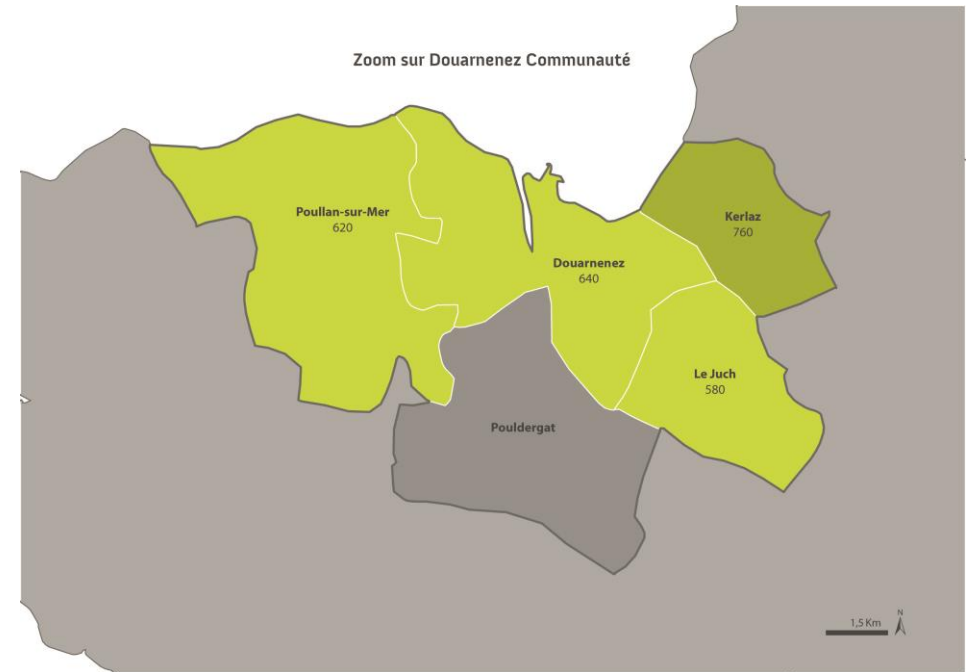 Zoom sur Douarnenez Communauté
Poullan-sur-Mer
620
Kerlaz
760
Douarnenez
640
Le Juch
580
Pouldergat
N
1,5 Km